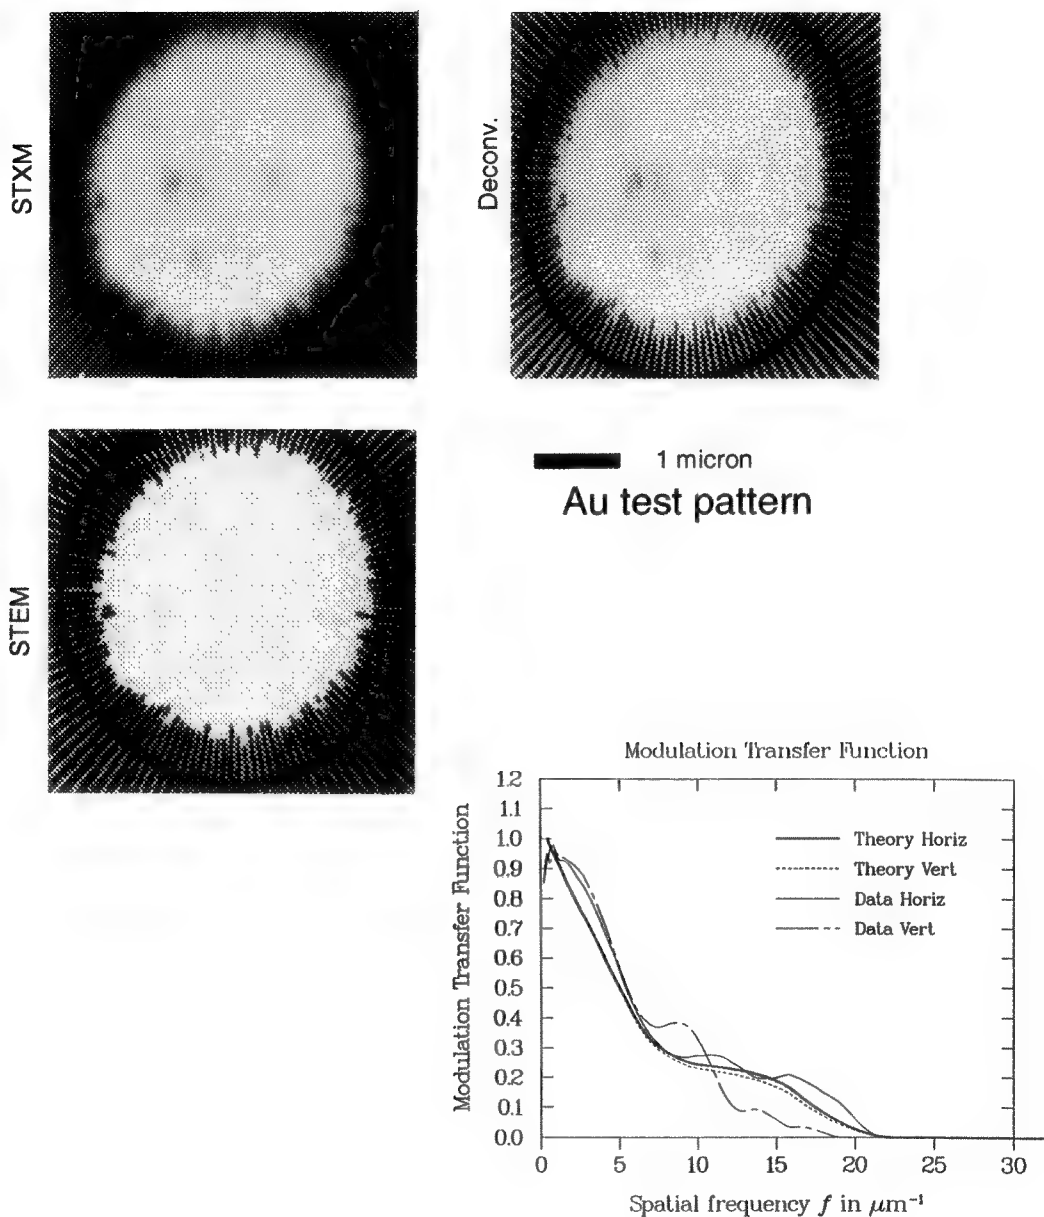 STXM
Deconv.
STEM
1 micron
Au test pattern
Modulation Transfer Function
Modulation Transfer Function
1.2
1.1
1.0
0.9
0.8
0.7
0.6
0.5
0.4
0.3
0.2
0.1
0.0
Theory Horiz
Theory Vert
Data Horiz
Data Vert
0 5 10 15 20 25 30
Spatial frequency f in μm⁻¹